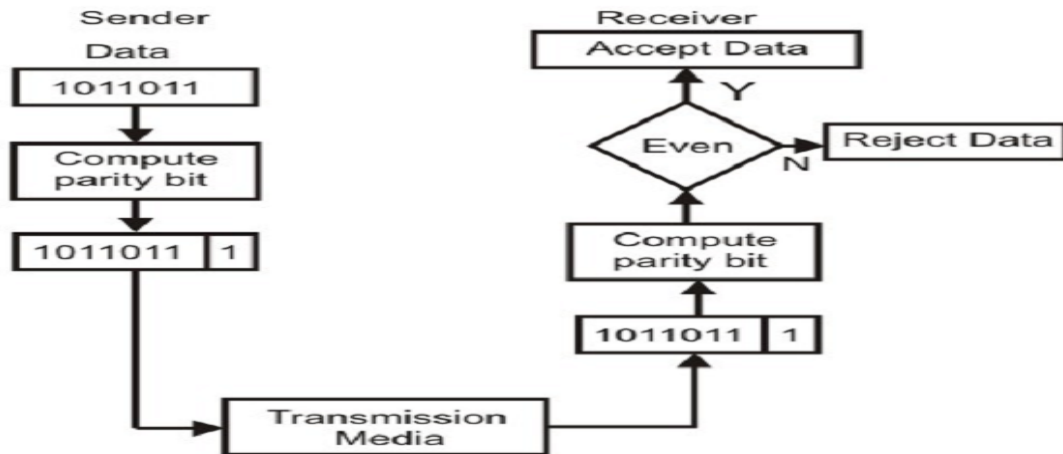 Sender
Data
1011011
Compute
parity bit
1011011 1
Transmission
Media
Receiver
Accept Data
Y
Even
N
Reject Data
Compute
parity bit
1011011 1